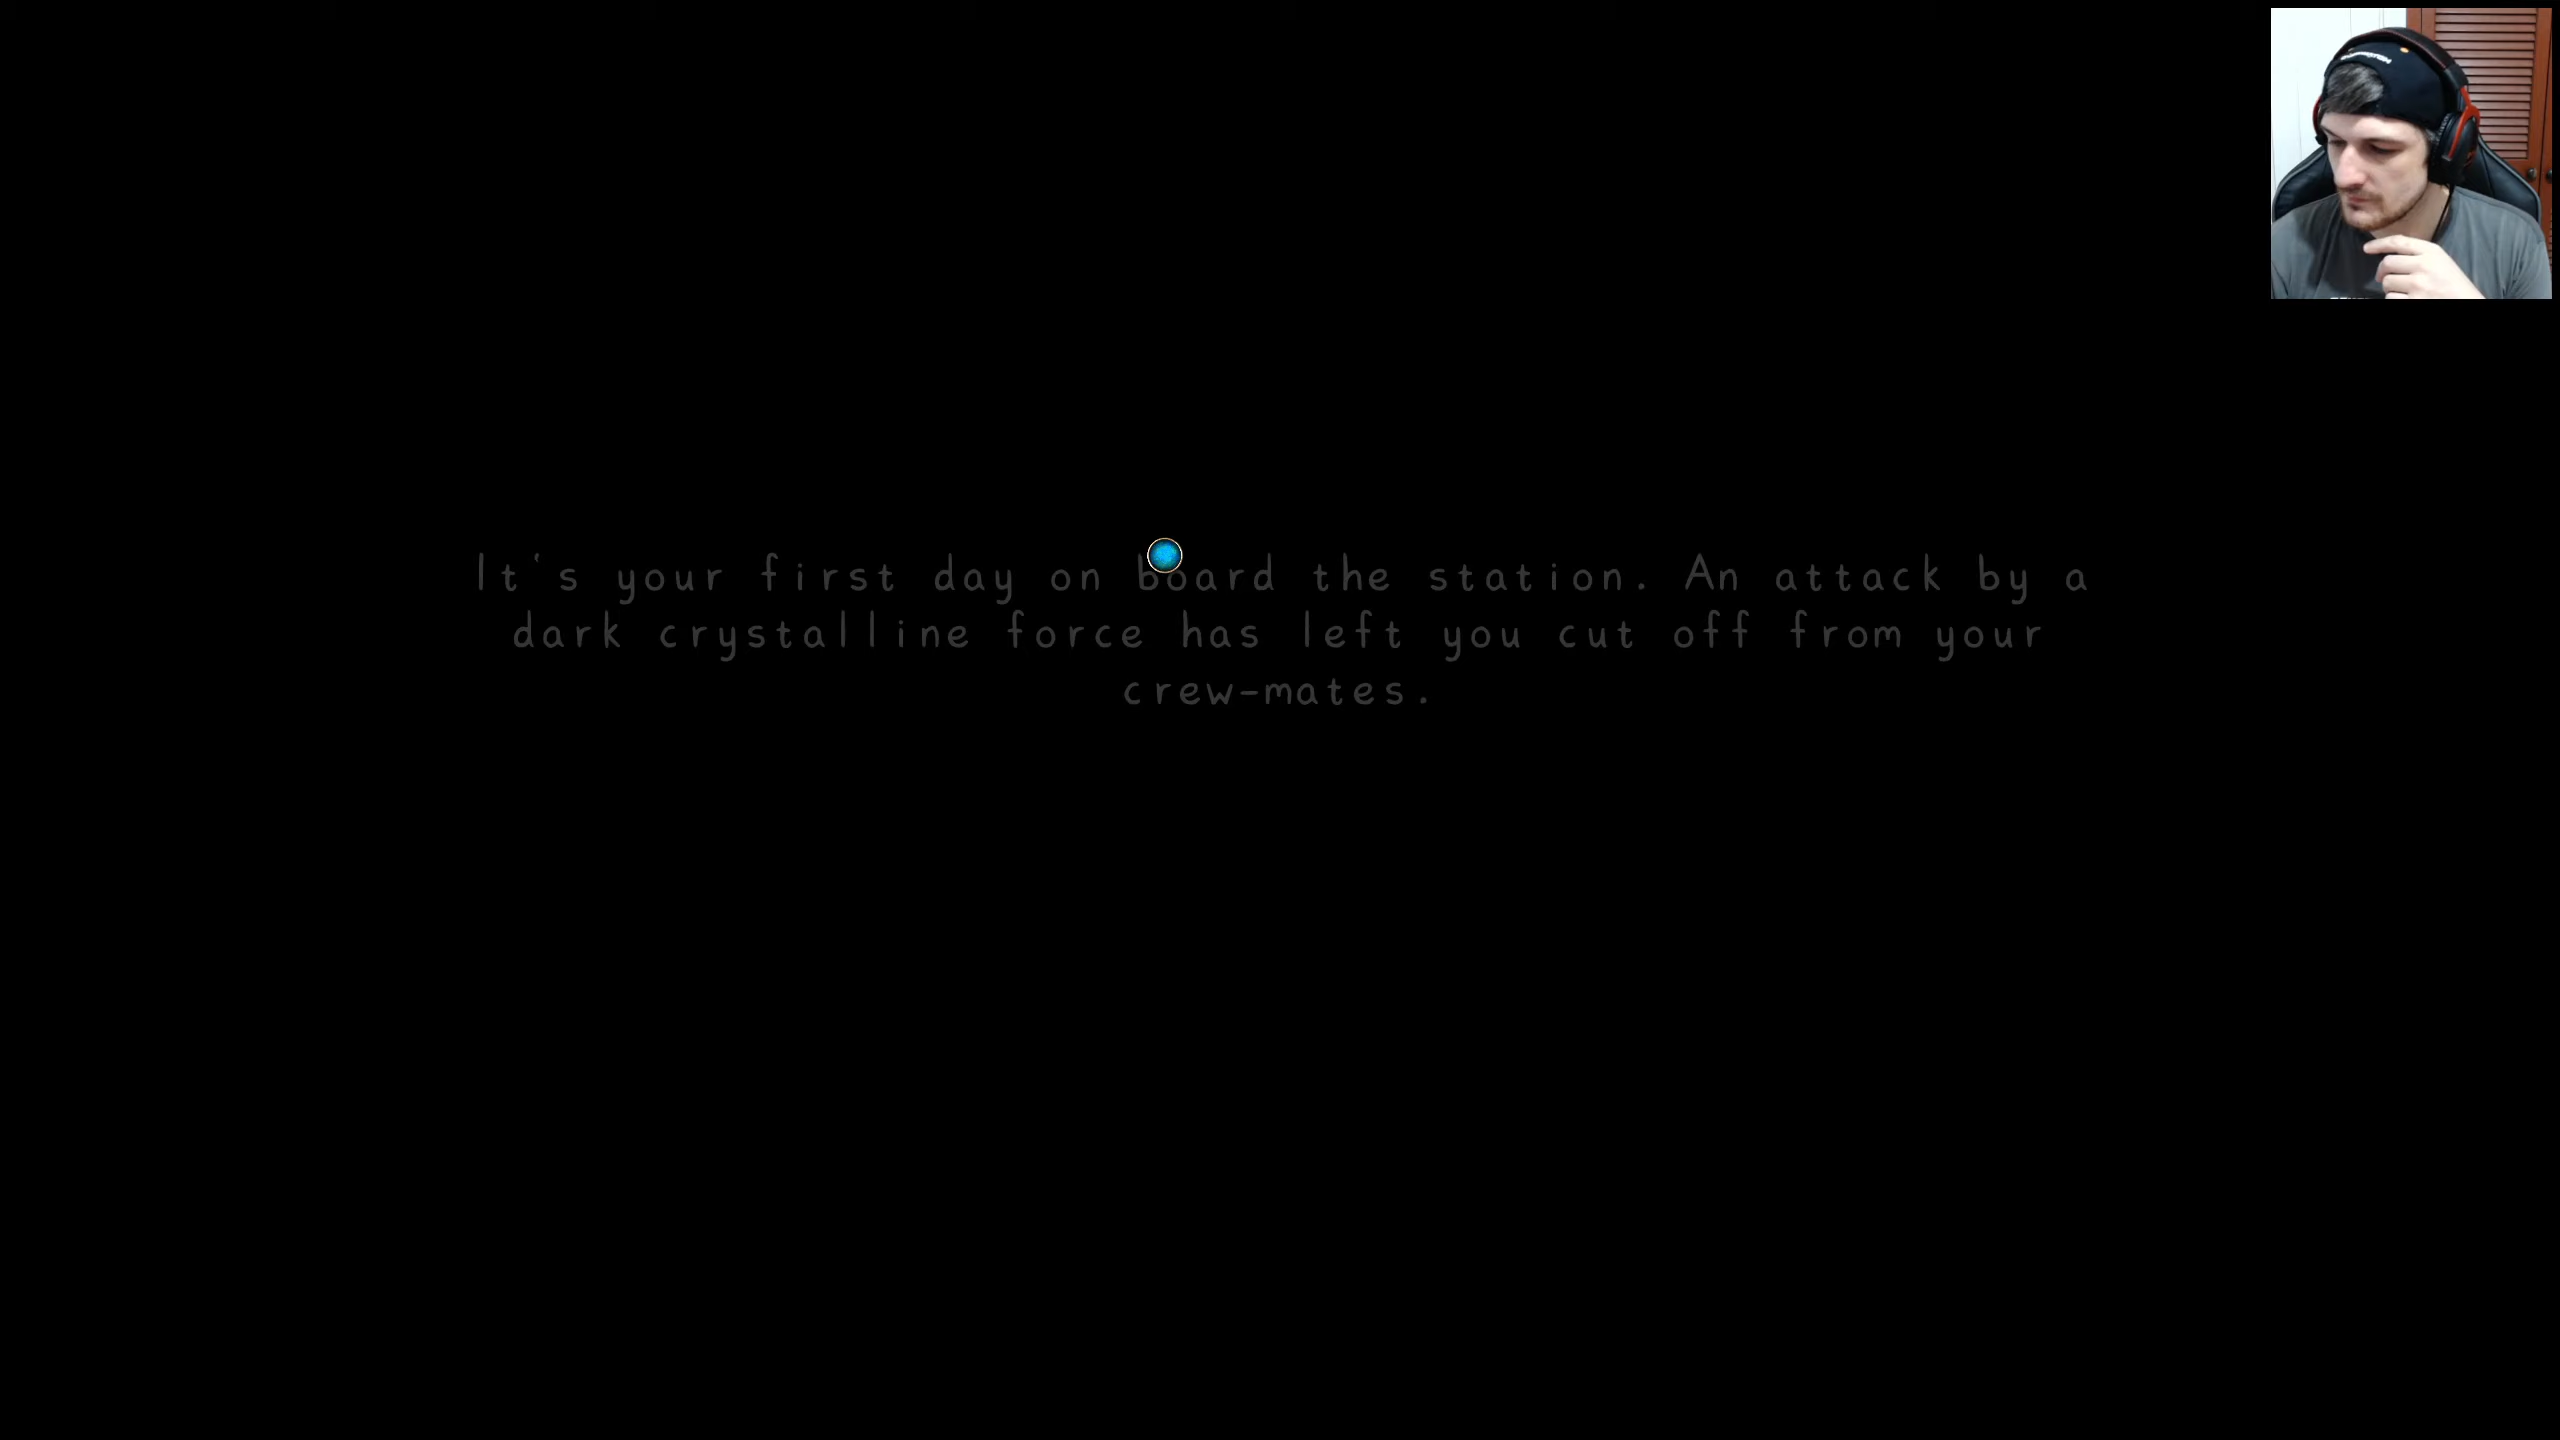 It's your first day on board the station. An attack by a
dark crystalline force has left you cut off from your
crew-mates.